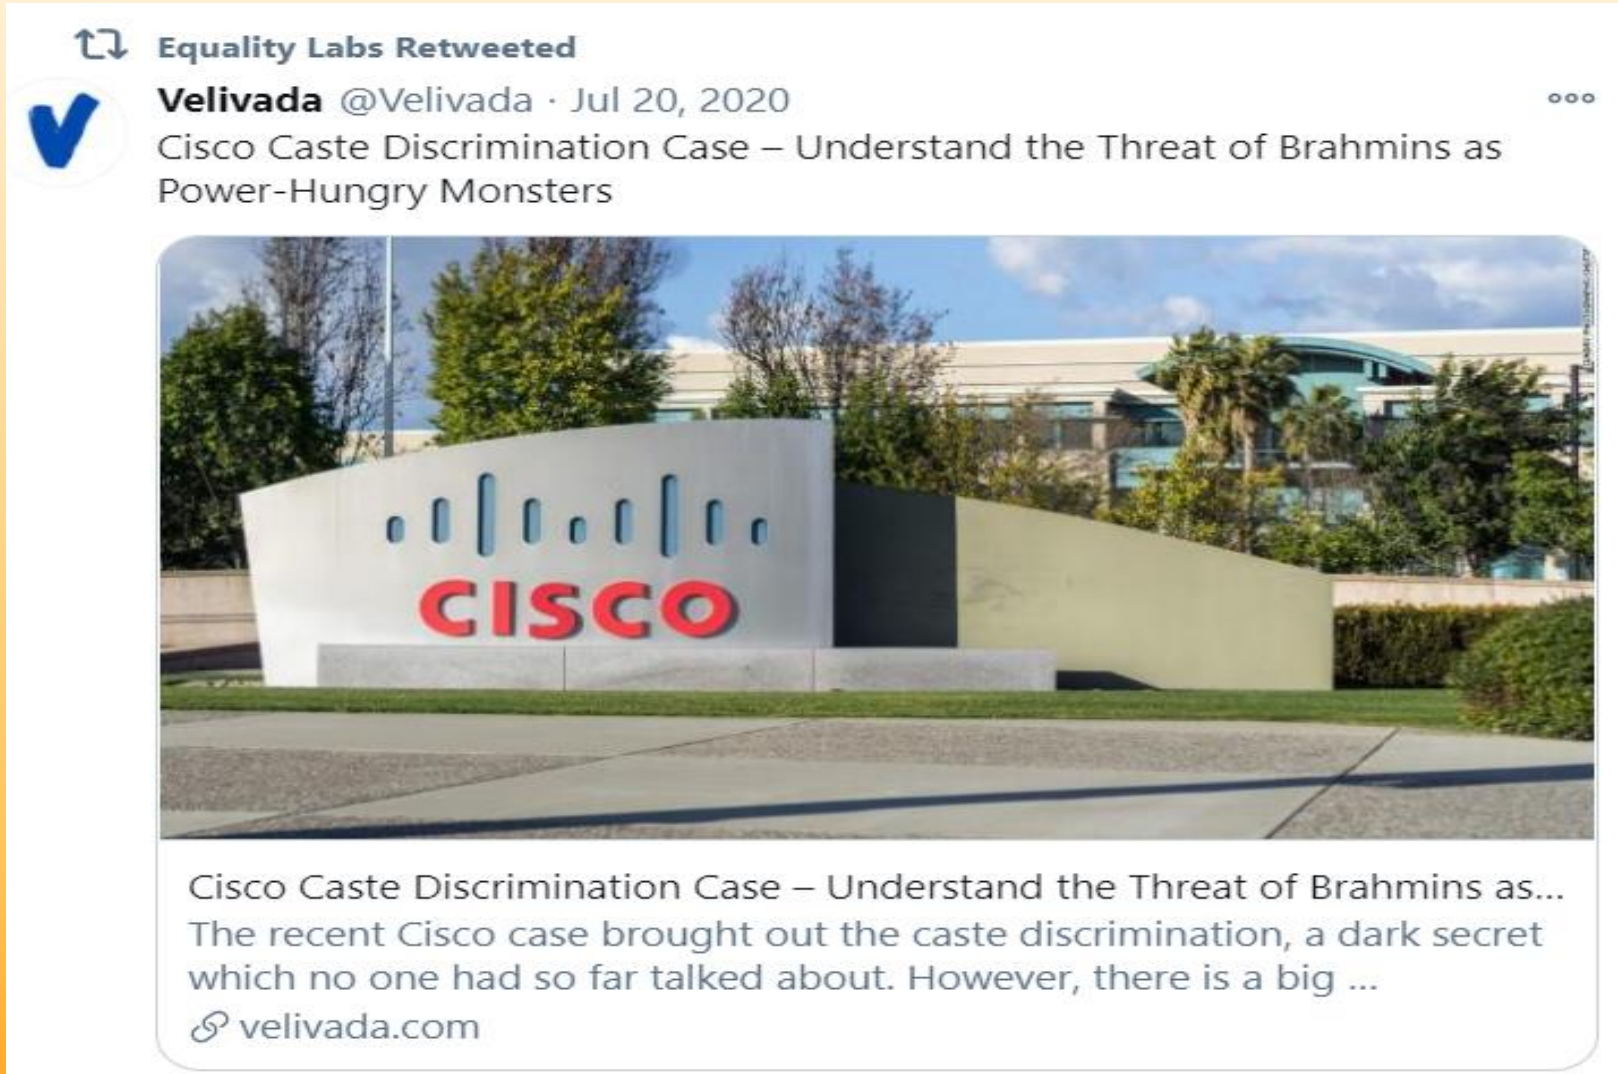 Equality Labs Retweeted
Velivada @Velivada · Jul 20, 2020
Cisco Caste Discrimination Case – Understand the Threat of Brahmins as
Power-Hungry Monsters
CISCO
Cisco Caste Discrimination Case – Understand the Threat of Brahmins as...
The recent Cisco case brought out the caste discrimination, a dark secret
which no one had so far talked about. However, there is a big ...
velivada.com